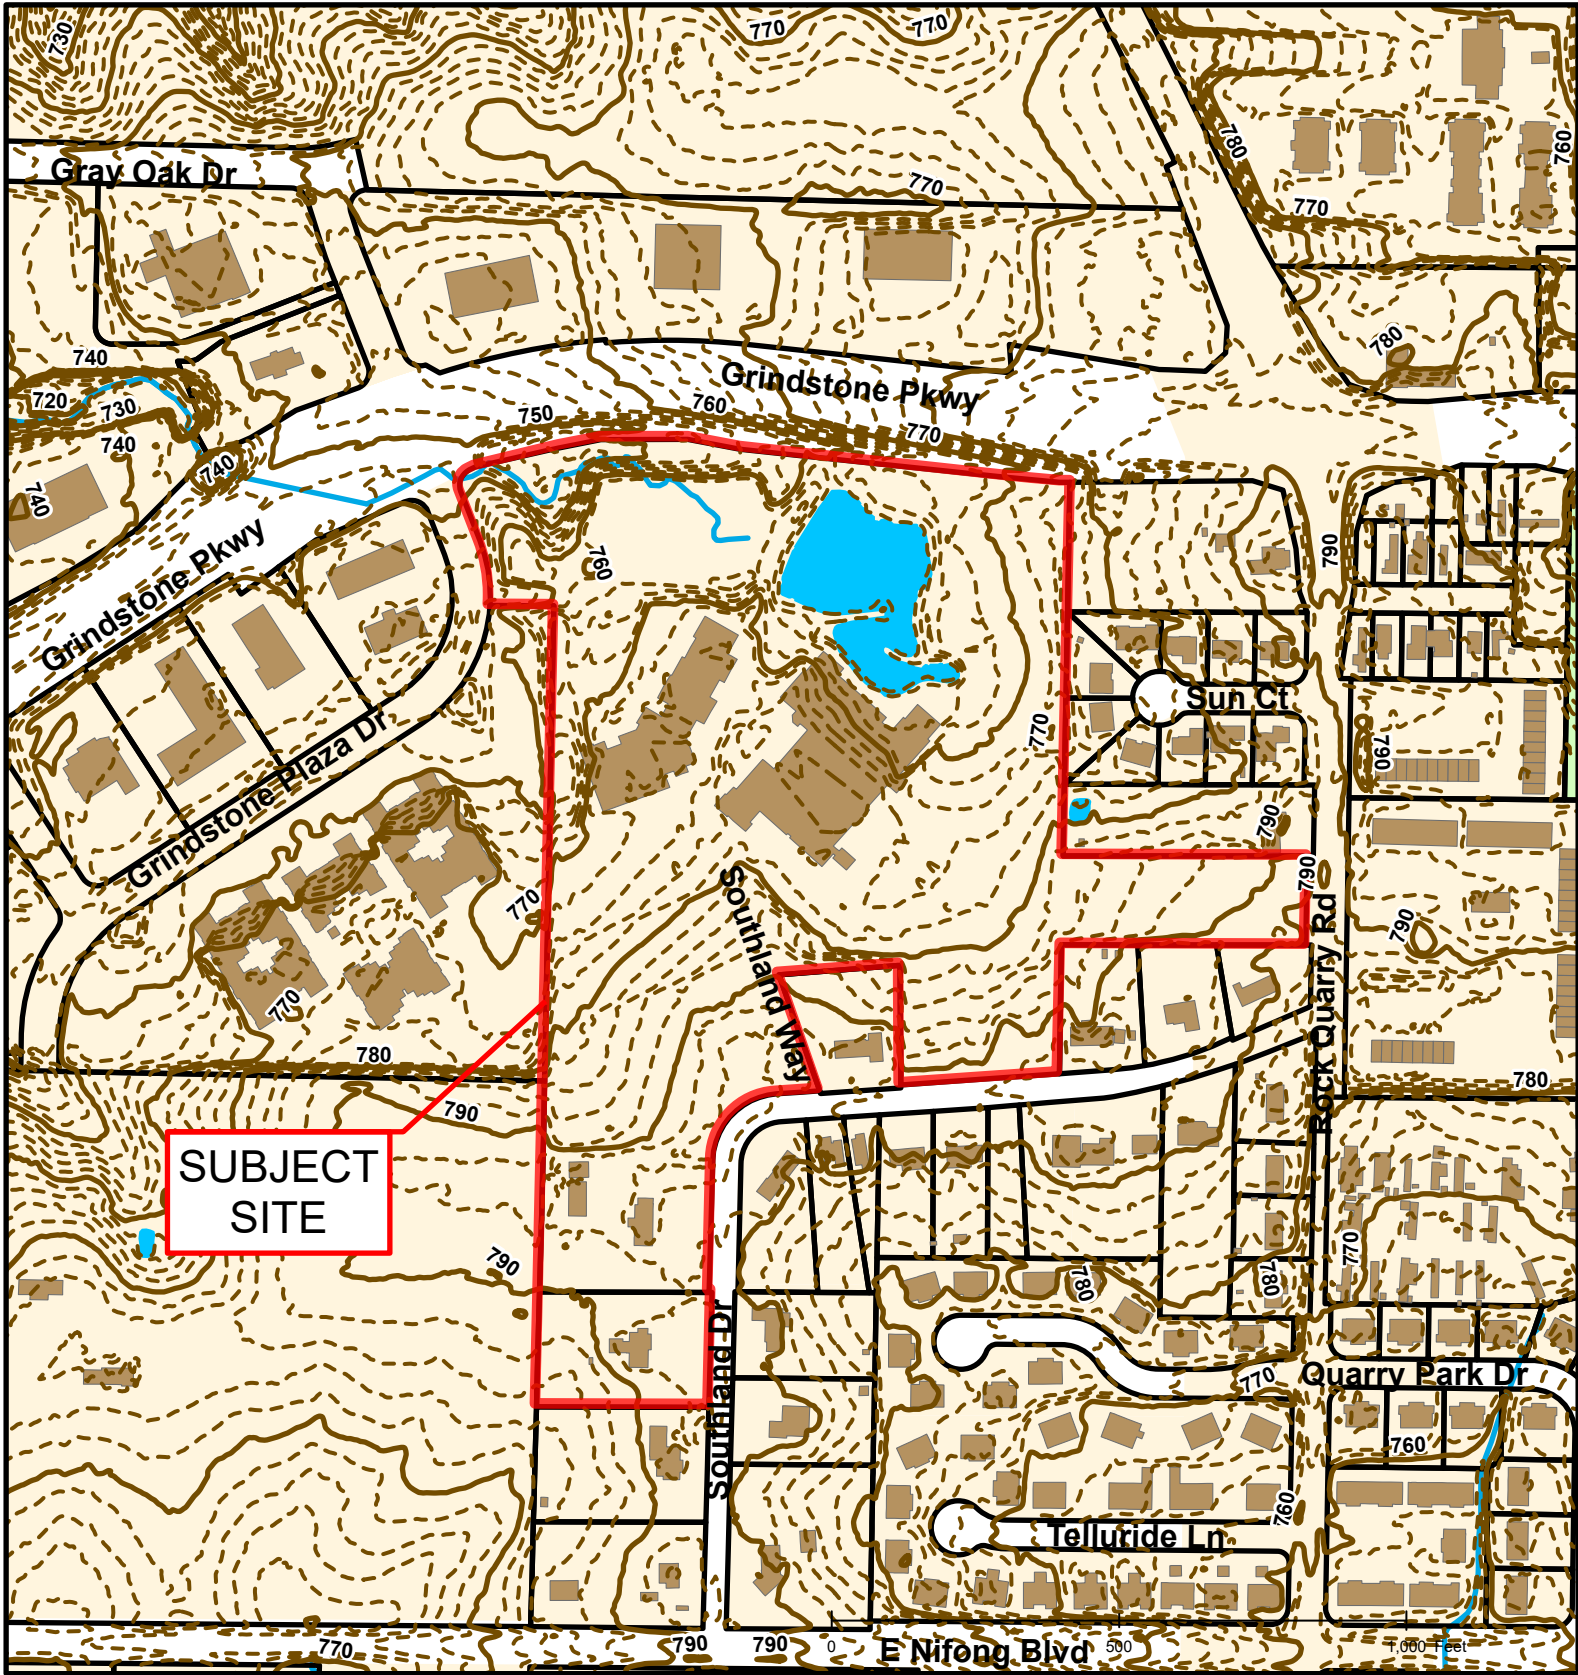 730
770
770
780
760
Gray Oak Dr
770
770
780
740
Grindstone Pkwy
720
730
750
760
770
740
740
740
790
760
Grindstone Pkwy
Sun Ct
770
790
Grindstone Plaza Dr
790
790
770
Southland Way
790
Rock Quarry Rd
770
780
780
790
SUBJECT
SITE
790
770
780
780
Southland Dr
770
Quarry Park Dr
760
760
Telluride Ln
770
790
790
0
500
1,000 Feet
E Nifong Blvd